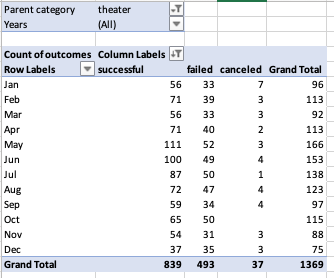 Parent category theater
Years (All)
Count of outcomes Column Labels
Row Labels successful failed canceled Grand Total
Jan 56 33 7 96
Feb 71 39 3 113
Mar 56 33 3 92
Apr 71 40 2 113
May 111 52 3 166
Jun 100 49 4 153
Jul 87 50 1 138
Aug 72 47 4 123
Sep 59 34 4 97
Oct 65 50 115
Nov 54 31 3 88
Dec 37 35 3 75
Grand Total 839 493 37 1369